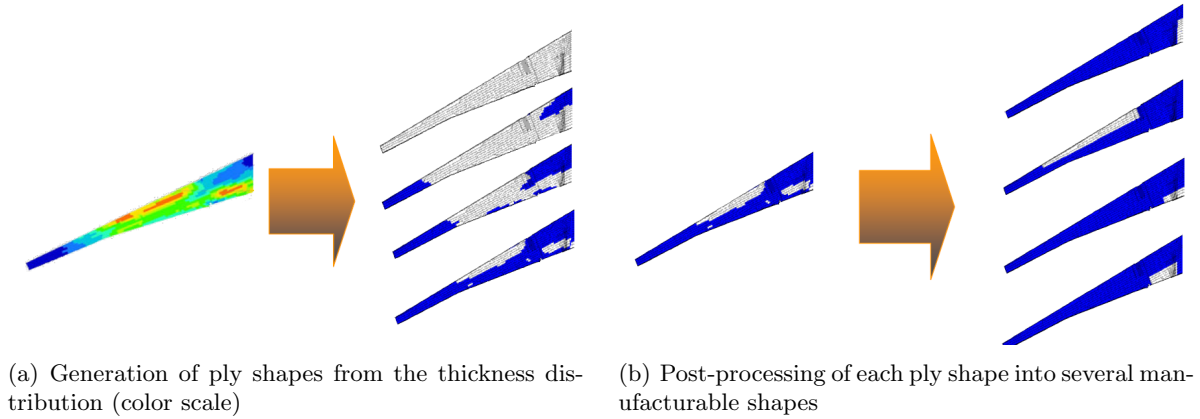 (a) Generation of ply shapes from the thickness dis-
tribution (color scale)
(b) Post-processing of each ply shape into several man-
ufacturable shapes